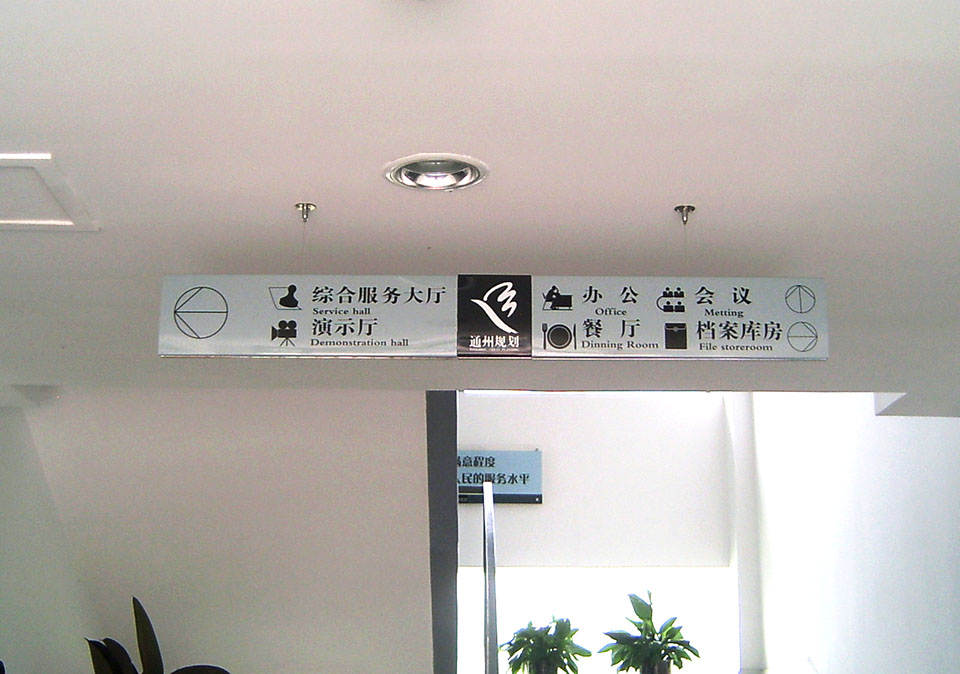 综合服务大厅
Service hall
演示厅
Demonstration hall
通州规划
办公
Office
餐厅
Dinning Room
会议
Metting
档案库房
File storeroom
意程度
民的服务水平